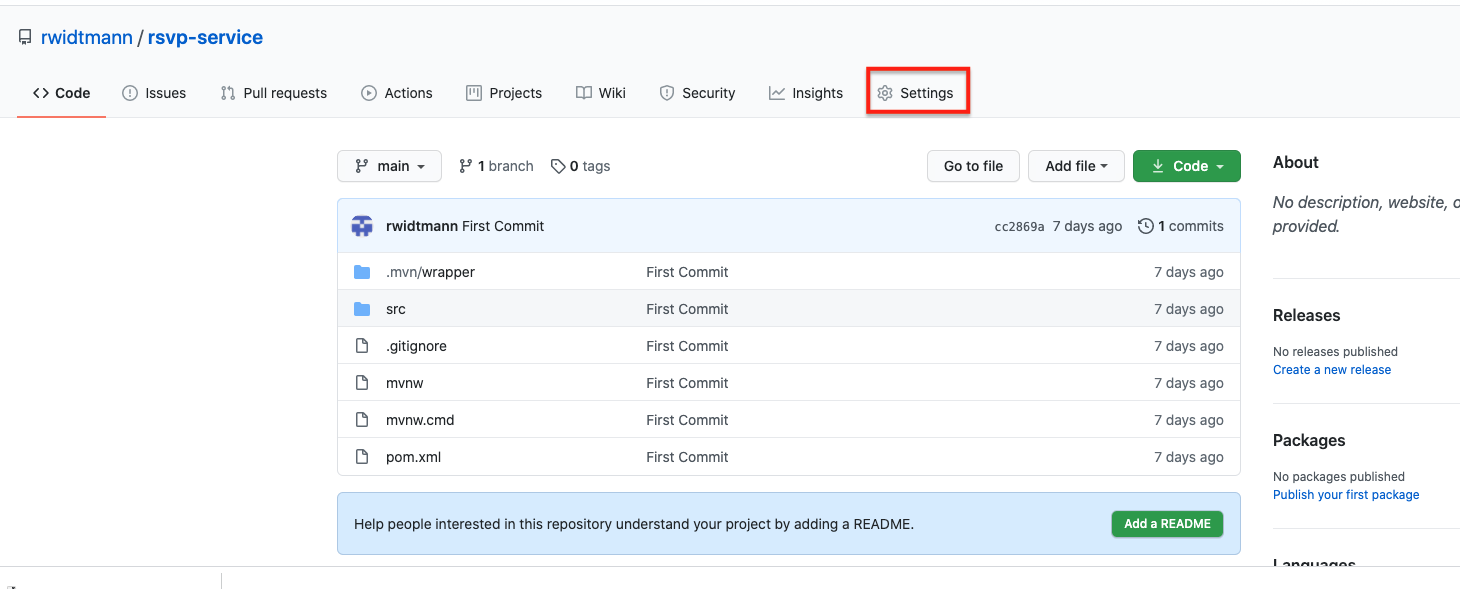 rwidtmann / rsvp-service
Code Issues Pull requests Actions Projects Wiki Security Insights Settings
main 1 branch 0 tags Go to file Add file Code
rwidtmann First Commit cc2869a 7 days ago 1 commits
.mvn/wrapper First Commit 7 days ago
src First Commit 7 days ago
.gitignore First Commit 7 days ago
mvnw First Commit 7 days ago
mvnw.cmd First Commit 7 days ago
pom.xml First Commit 7 days ago
Help people interested in this repository understand your project by adding a README. Add a README
About
No description, website, o
provided.
Releases
No releases published
Create a new release
Packages
No packages published
Publish your first package
Languages